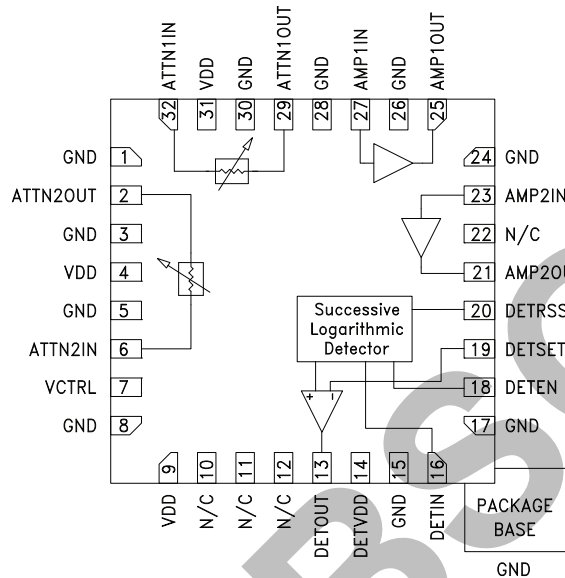 ATTN1IN
VDD
GND
ATTN1OUT
GND
AMP1IN
GND
AMP1OUT
32
31
30
29
28
27
26
25
GND 1
ATTN2OUT 2
GND 3
VDD 4
GND 5
ATTN2IN 6
VCTRL 7
GND 8
24 GND
23 AMP2IN
22 N/C
21 AMP2OU
20 DETRSS
19 DETSET
18 DETEN
17 GND
Successive
Logarithmic
Detector
+ −
9
10
11
12
13
14
15
16
VDD
N/C
N/C
N/C
DETOUT
DETVDD
GND
DETIN
PACKAGE
BASE
GND